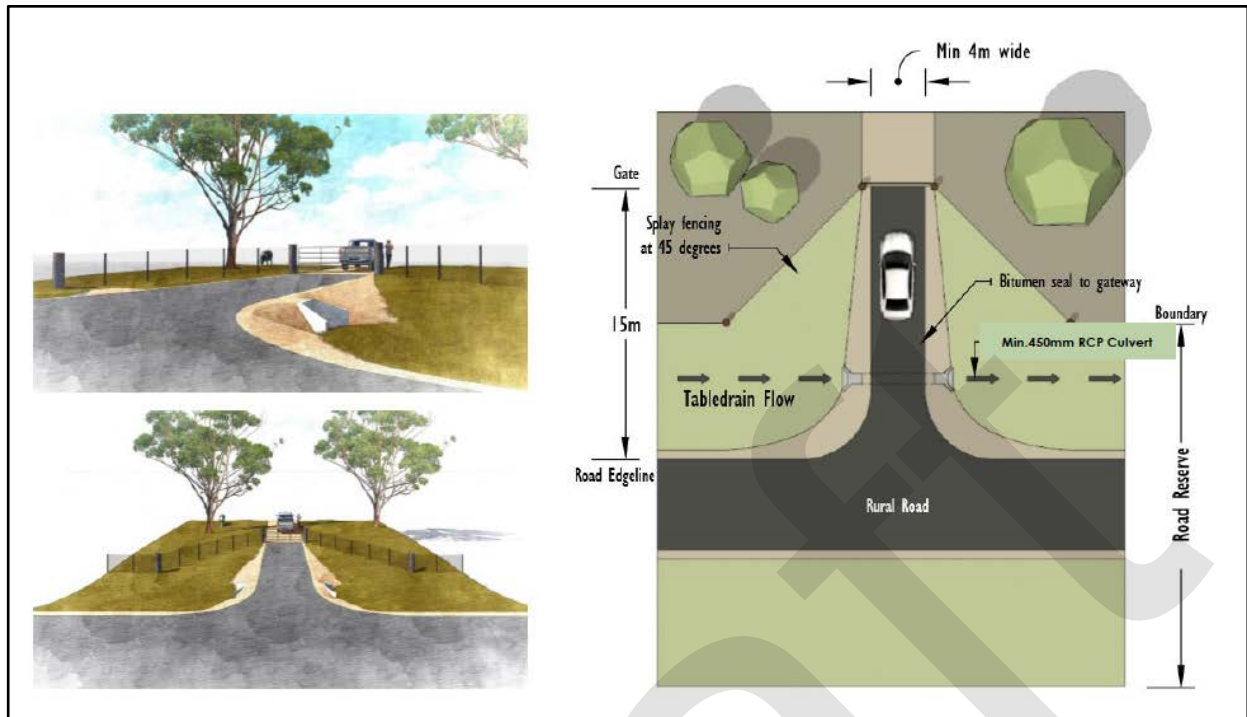 Min 4m wide
Gate
Splay fencing
at 45 degrees
15m
Bitumen seal to gateway
Boundary
Min.450mm RCP Culvert
Tabledrain Flow
Road Edgeline
Rural Road
Road Reserve